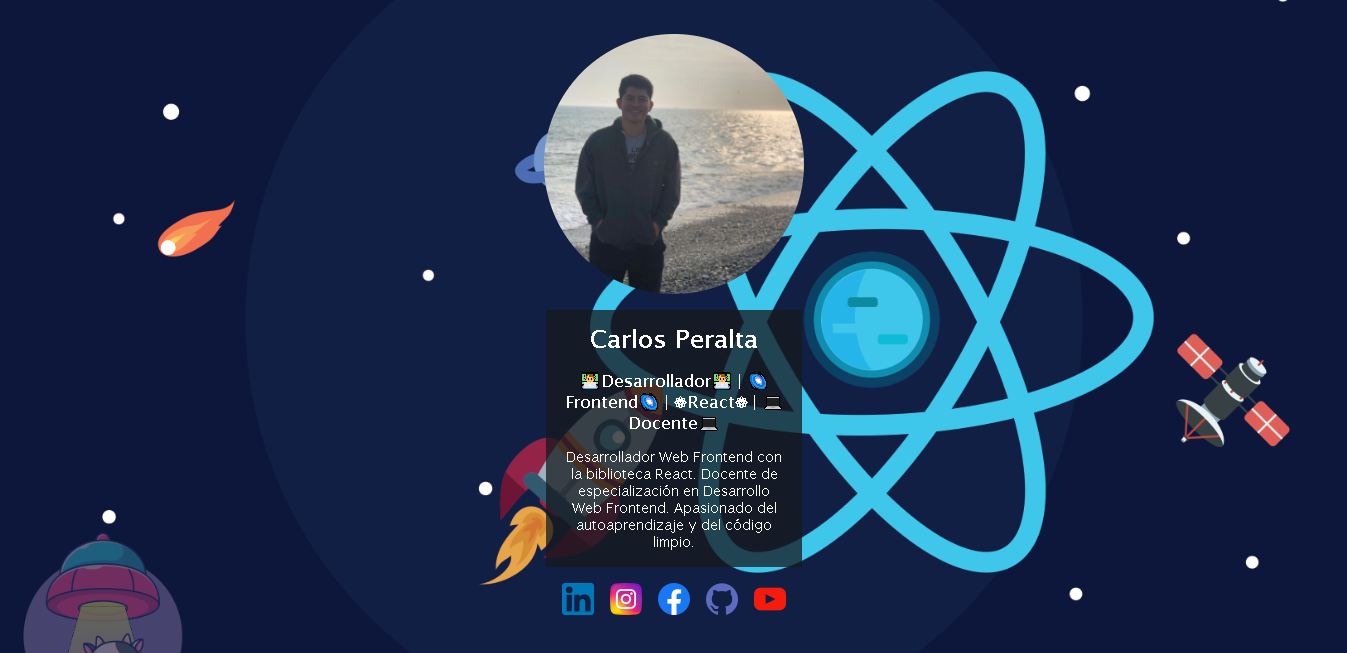 Carlos Peralta
👨‍💻Desarrollador👨‍💻 | 🌀
Frontend🌀 | ⚛React⚛ | 💻
Docente💻
Desarrollador Web Frontend con
la biblioteca React. Docente de
especialización en Desarrollo
Web Frontend. Apasionado del
autoaprendizaje y del código
limpio.
in